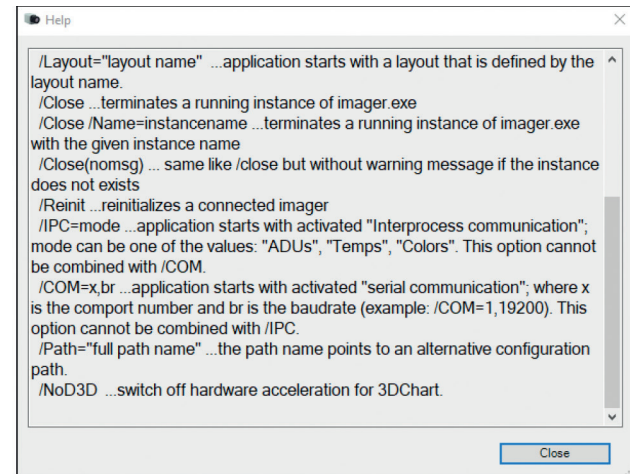 Help
/Layout="layout name"  ...application starts with a layout that is defined by the
layout name.
/Close ...terminates a running instance of imager.exe
/Close /Name=instancename ...terminates a running instance of imager.exe
with the given instance name
/Close(nomsg) ... same like /close but without warning message if the instance
does not exists
/Reinit ...reinitializes a connected imager
/IPC=mode ...application starts with activated "Interprocess communication";
mode can be one of the values: "ADUs", "Temps", "Colors". This option cannot
be combined with /COM.
/COM=x,br ...application starts with activated "serial communication"; where x
is the comport number and br is the baudrate (example: /COM=1,19200). This
option cannot be combined with /IPC.
/Path="full path name" ...the path name points to an alternative configuration
path.
/NoD3D  ...switch off hardware acceleration for 3DChart.
Close